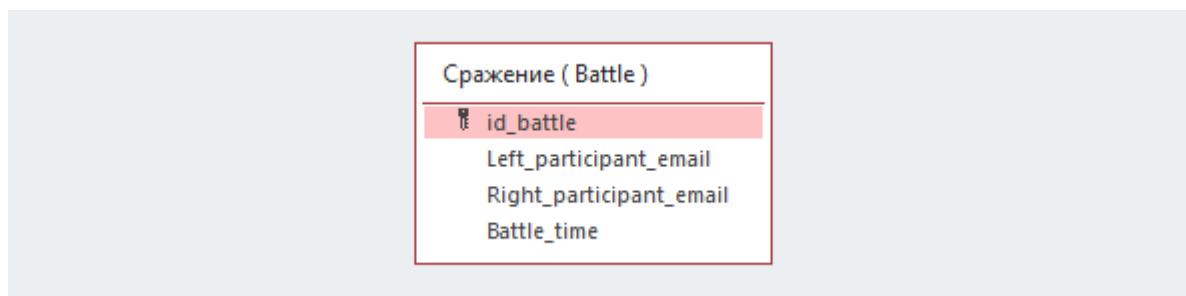 Сражение ( Battle )
id_battle
Left_participant_email
Right_participant_email
Battle_time